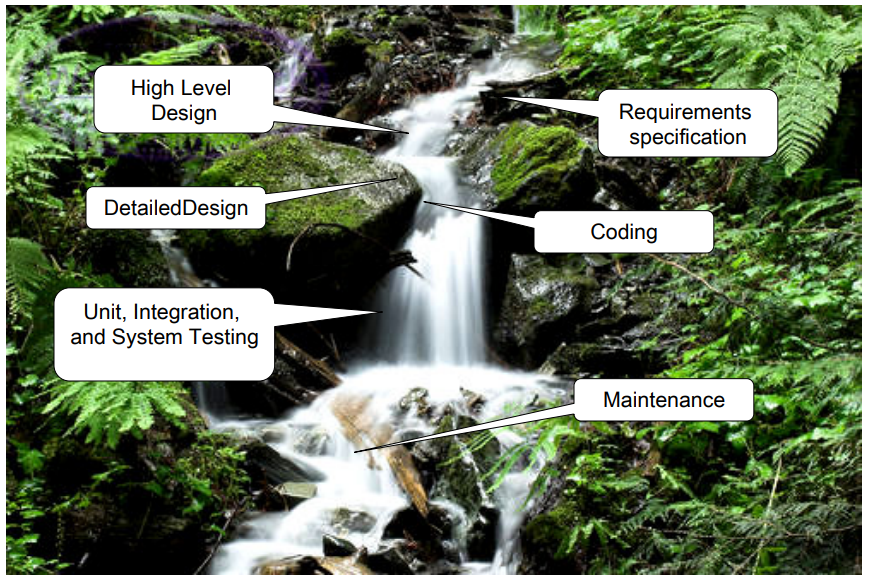 High Level
Design
Requirements
specification
DetailedDesign
Coding
Unit, Integration,
and System Testing
Maintenance